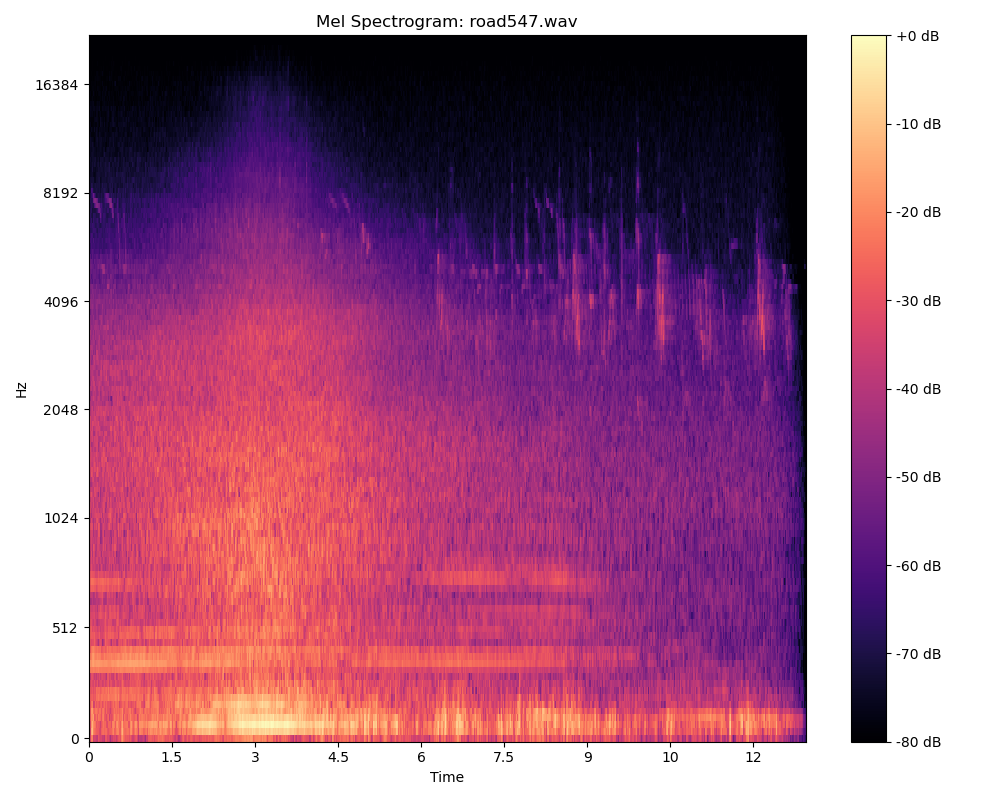 Mel Spectrogram: road547.wav
Hz
16384
8192
4096
2048
1024
512
0
0 1.5 3 4.5 6 7.5 9 10 12
Time
+0 dB
-10 dB
-20 dB
-30 dB
-40 dB
-50 dB
-60 dB
-70 dB
-80 dB